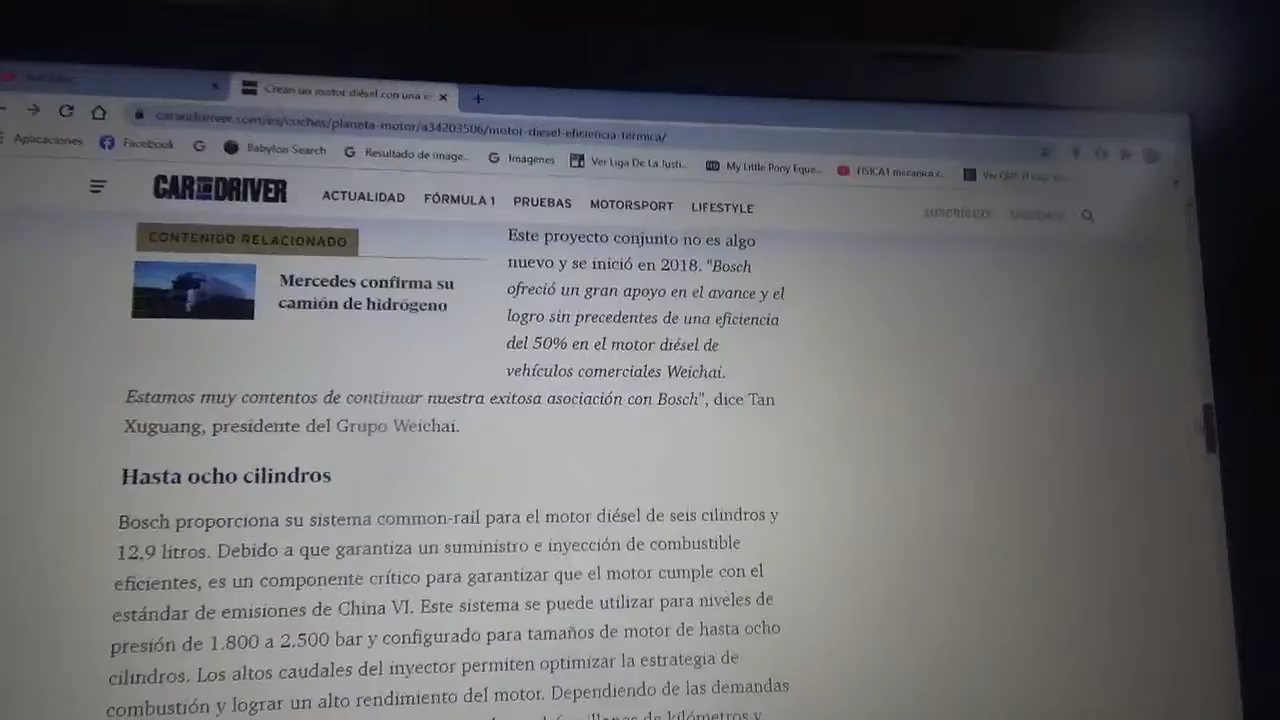 Crean un motor diésel con una e
caranddriver.com/es/coches/planeta-motor/a34203506/motor-diesel-eficiencia-termica/
Aplicaciones Facebook Babylon Search Resultado de image... Imágenes Ver Liga De La Justi... My Little Pony Eque... FISICA1 mecanica c...
CAR AND DRIVER ACTUALIDAD FÓRMULA 1 PRUEBAS MOTORSPORT LIFESTYLE SUSCRÍBETE
CONTENIDO RELACIONADO
Mercedes confirma su
camión de hidrógeno
Este proyecto conjunto no es algo
nuevo y se inició en 2018. "Bosch
ofreció un gran apoyo en el avance y el
logro sin precedentes de una eficiencia
del 50% en el motor diésel de
vehículos comerciales Weichai.
Estamos muy contentos de continuar nuestra exitosa asociación con Bosch", dice Tan
Xuguang, presidente del Grupo Weichai.
Hasta ocho cilindros
Bosch proporciona su sistema common-rail para el motor diésel de seis cilindros y
12,9 litros. Debido a que garantiza un suministro e inyección de combustible
eficientes, es un componente crítico para garantizar que el motor cumple con el
estándar de emisiones de China VI. Este sistema se puede utilizar para niveles de
presión de 1.800 a 2.500 bar y configurado para tamaños de motor de hasta ocho
cilindros. Los altos caudales del inyector permiten optimizar la estrategia de
combustión y lograr un alto rendimiento del motor. Dependiendo de las demandas
de kilómetros y